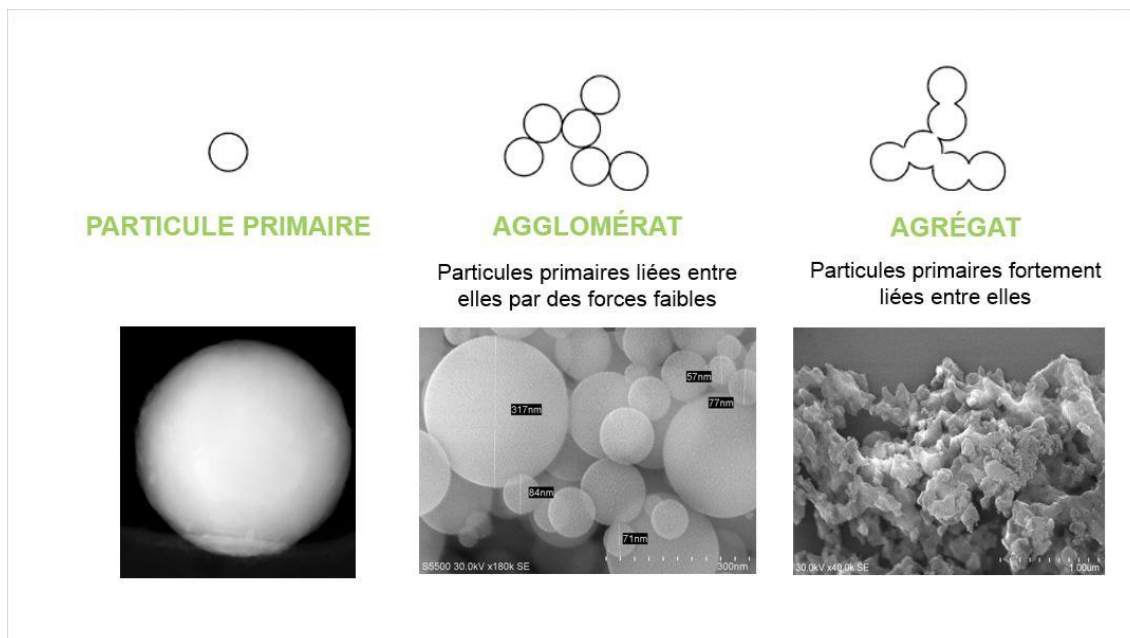 PARTICULE PRIMAIRE
AGGLOMÉRAT
Particules primaires liées entre
elles par des forces faibles
AGRÉGAT
Particules primaires fortement
liées entre elles
317nm
57nm
77nm
84nm
71nm
S5500 30.0kV x180k SE
300nm
30.0kV x40.0k SE
1.00um